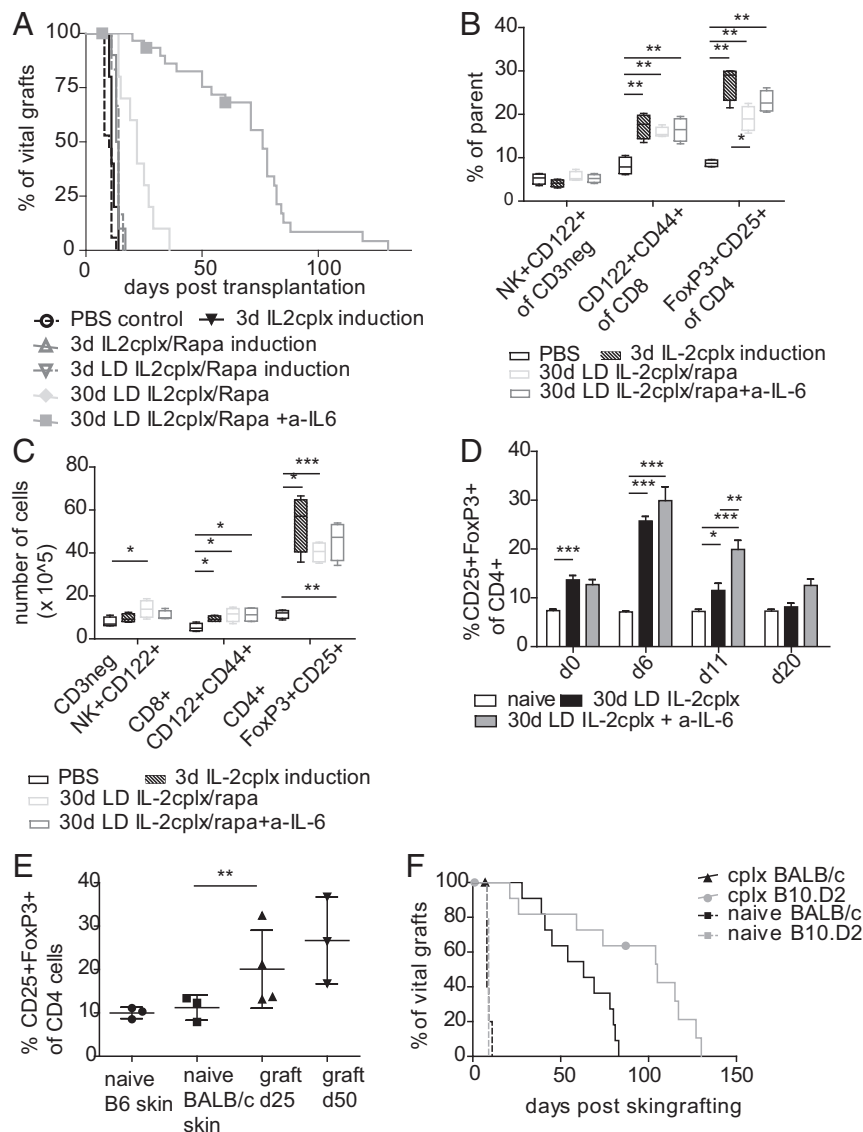 A
% of vital grafts
100
75
50
25
0
0 50 100
days post transplantation
PBS control 3d IL2cplx induction
3d IL2cplx/Rapa induction
3d LD IL2cplx/Rapa induction
30d LD IL2cplx/Rapa
30d LD IL2cplx/Rapa +a-IL6
B
% of parent
40
30
20
10
0
** ** **
** ** **
*
NK+CD122+
of CD3neg
CD122+CD44+
of CD8
FoxP3+CD25+
of CD4
PBS 3d IL-2cplx induction
30d LD IL-2cplx/rapa
30d LD IL-2cplx/rapa+a-IL-6
C
number of cells
(x 10^5)
80
60
40
20
0
*
*
*
*
***
*
**
CD3neg
NK+CD122+
CD8+
CD122+CD44+
CD4+
FoxP3+CD25+
PBS 3d IL-2cplx induction
30d LD IL-2cplx/rapa
30d LD IL-2cplx/rapa+a-IL-6
D
%CD25+FoxP3+
of CD4+
40
30
20
10
0
***
***
***
**
***
*
d0 d6 d11 d20
naive 30d LD IL-2cplx
30d LD IL-2cplx + a-IL-6
E
% CD25+FoxP3+
of CD4 cells
40
30
20
10
0
**
naive
B6 skin
naive
BALB/c
skin
graft
d25
graft
d50
F
%of vital grafts
100
80
60
40
20
0
0 50 100 150
days post skingrafting
cplx BALB/c
cplx B10.D2
naive BALB/c
naive B10.D2